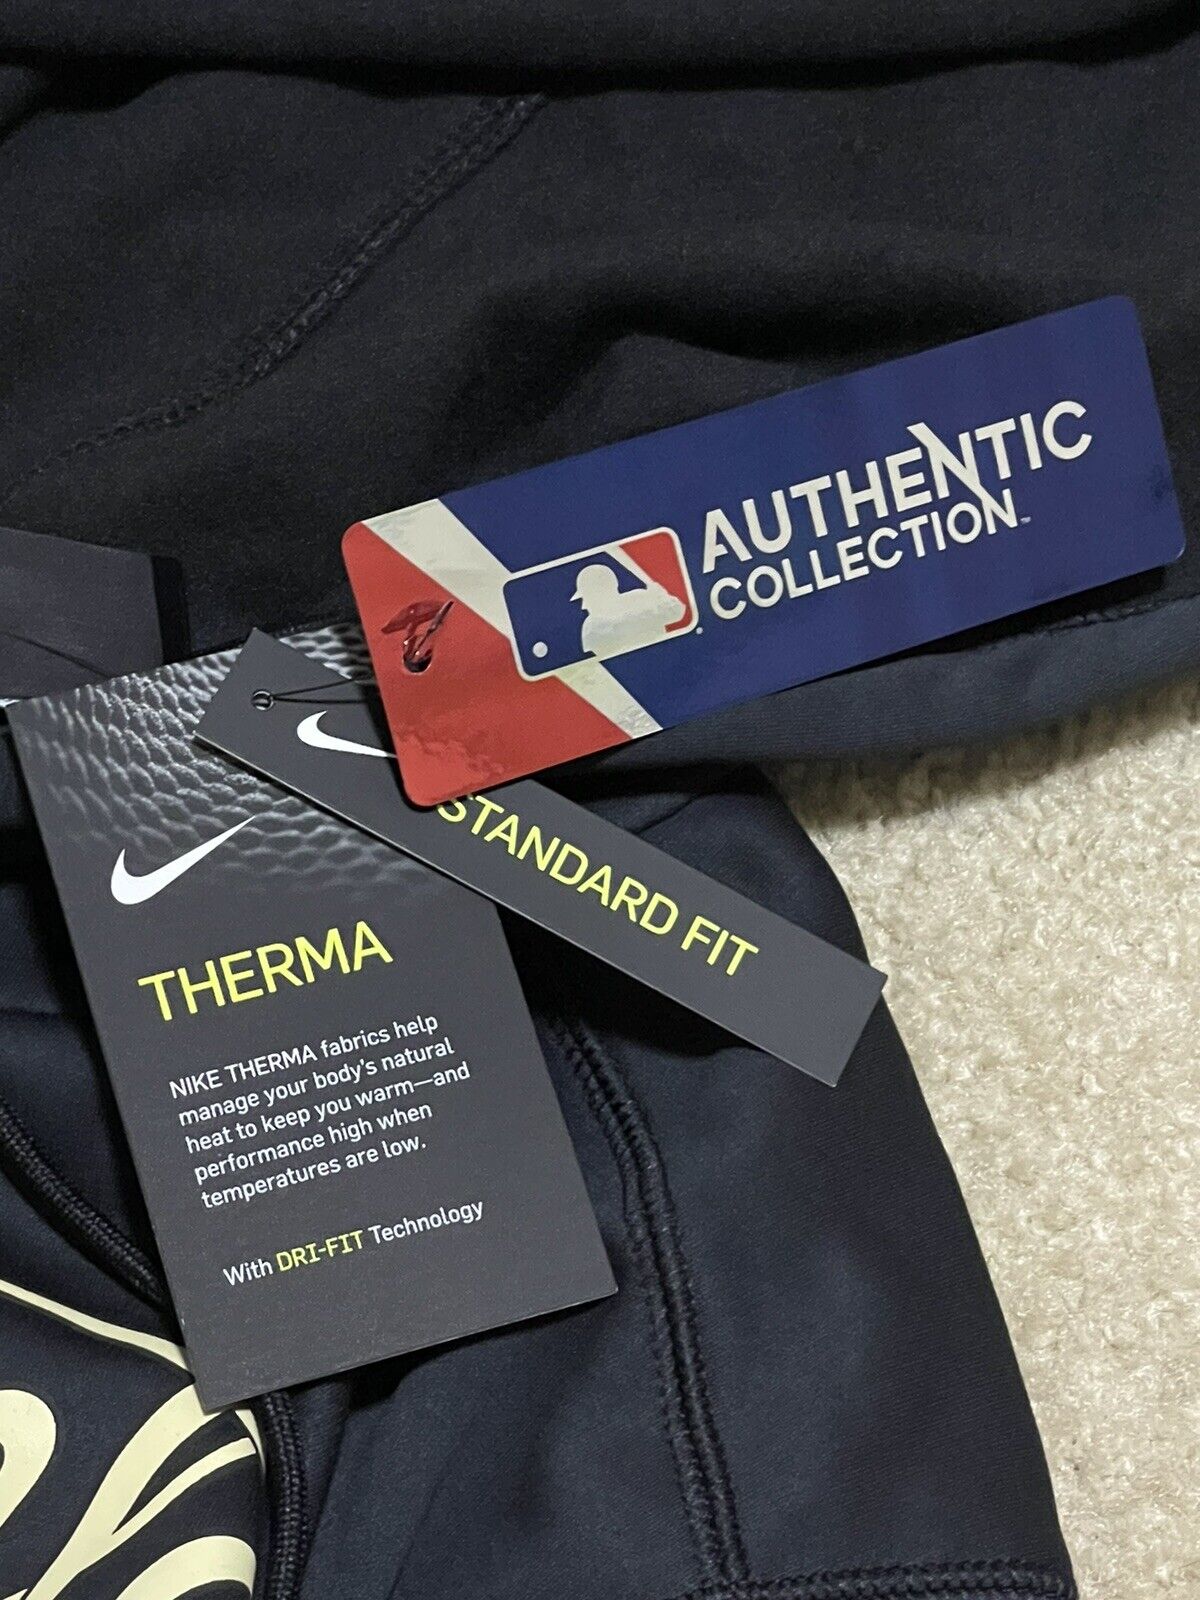 AUTHENTIC
COLLECTION™
STANDARD FIT
THERMA
NIKE THERMA fabrics help
manage your body's natural
heat to keep you warm—and
performance high when
temperatures are low.
With DRI-FIT Technology